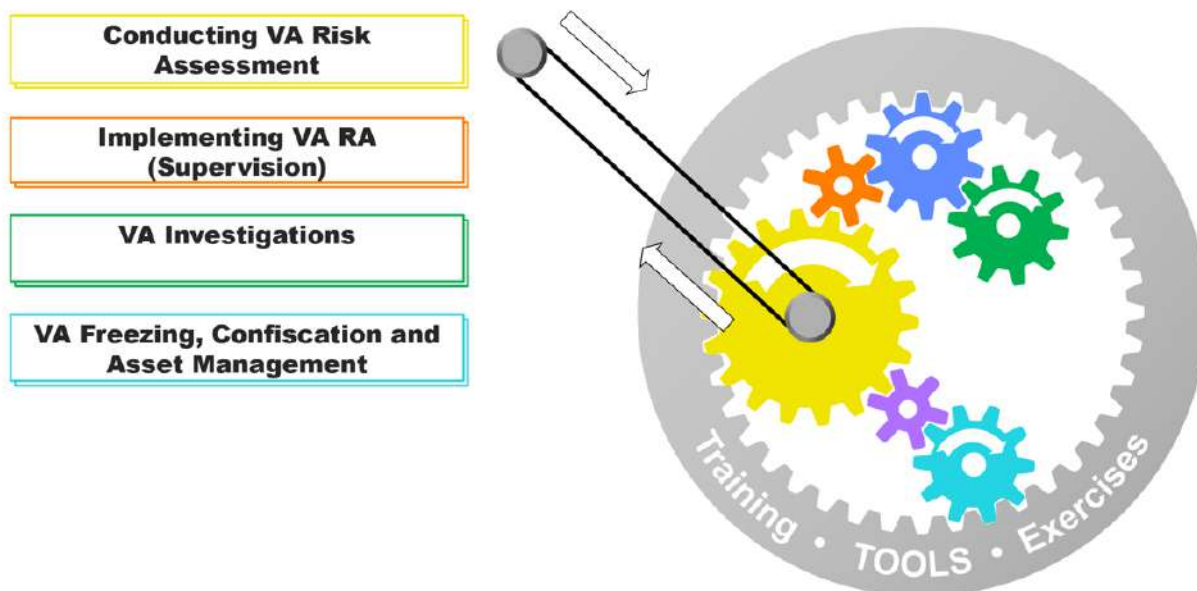 Conducting VA Risk
Assessment
Implementing VA RA
(Supervision)
VA Investigations
VA Freezing, Confiscation and
Asset Management
Training • TOOLS • Exercises